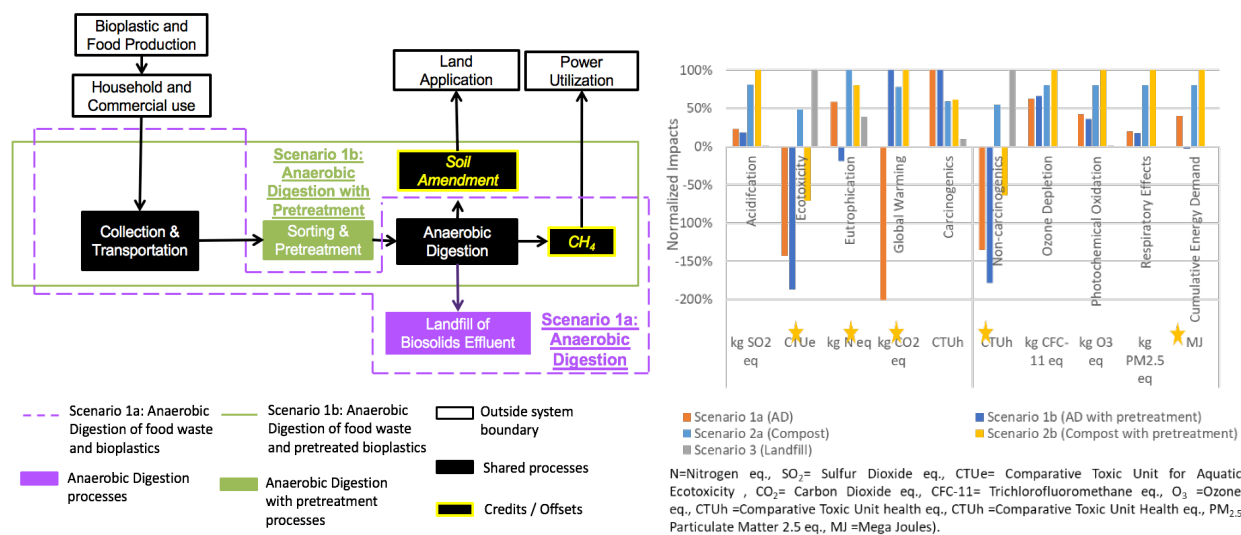 Bioplastic and
Food Production
Household and
Commercial use
Land
Application
Power
Utilization
Scenario 1b:
Anaerobic
Digestion with
Pretreatment
Soil
Amendment
Collection &
Transportation
Sorting &
Pretreatment
Anaerobic
Digestion
CH4
Landfill of
Biosolids Effluent
Scenario 1a:
Anaerobic
Digestion
Scenario 1a: Anaerobic
Digestion of food waste
and bioplastics
Scenario 1b: Anaerobic
Digestion of food waste
and pretreated bioplastics
Outside system
boundary
Anaerobic Digestion
processes
Anaerobic Digestion
with pretreatment
processes
Shared processes
Credits / Offsets
Normalized Impacts
100%
50%
0%
-50%
-100%
-150%
-200%
Acidifcation
Ecotoxicity
Eutrophication
Global Warming
Carcinogenics
Non-carcinogenics
Ozone Depletion
Photochemical Oxidation
Respiratory Effects
Cumulative Energy Demand
kg SO2
eq
CTUe
kg N eq
kg CO2
eq
CTUh
CTUh
kg CFC-
11 eq
kg O3
eq
kg
PM2.5
eq
MJ
Scenario 1a (AD)
Scenario 1b (AD with pretreatment)
Scenario 2a (Compost)
Scenario 2b (Compost with pretreatment)
Scenario 3 (Landfill)
N=Nitrogen eq., SO2= Sulfur Dioxide eq., CTUe= Comparative Toxic Unit for Aquatic
Ecotoxicity , CO2= Carbon Dioxide eq., CFC-11= Trichlorofluoromethane eq., O3 =Ozone
eq., CTUh =Comparative Toxic Unit health eq., CTUh =Comparative Toxic Unit Health eq., PM2.5
Particulate Matter 2.5 eq., MJ =Mega Joules).